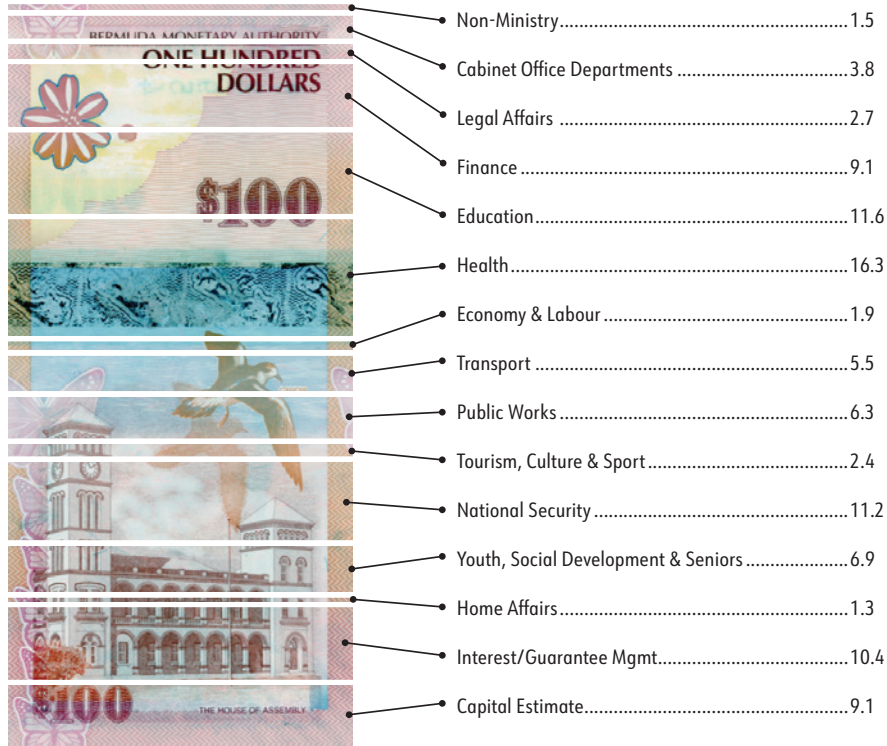 BERMUDA MONETARY AUTHORITY
ONE HUNDRED
DOLLARS
$100
$100
THE HOUSE OF ASSEMBLY
Non-Ministry 1.5
Cabinet Office Departments 3.8
Legal Affairs 2.7
Finance 9.1
Education 11.6
Health 16.3
Economy & Labour 1.9
Transport 5.5
Public Works 6.3
Tourism, Culture & Sport 2.4
National Security 11.2
Youth, Social Development & Seniors 6.9
Home Affairs 1.3
Interest/Guarantee Mgmt 10.4
Capital Estimate 9.1